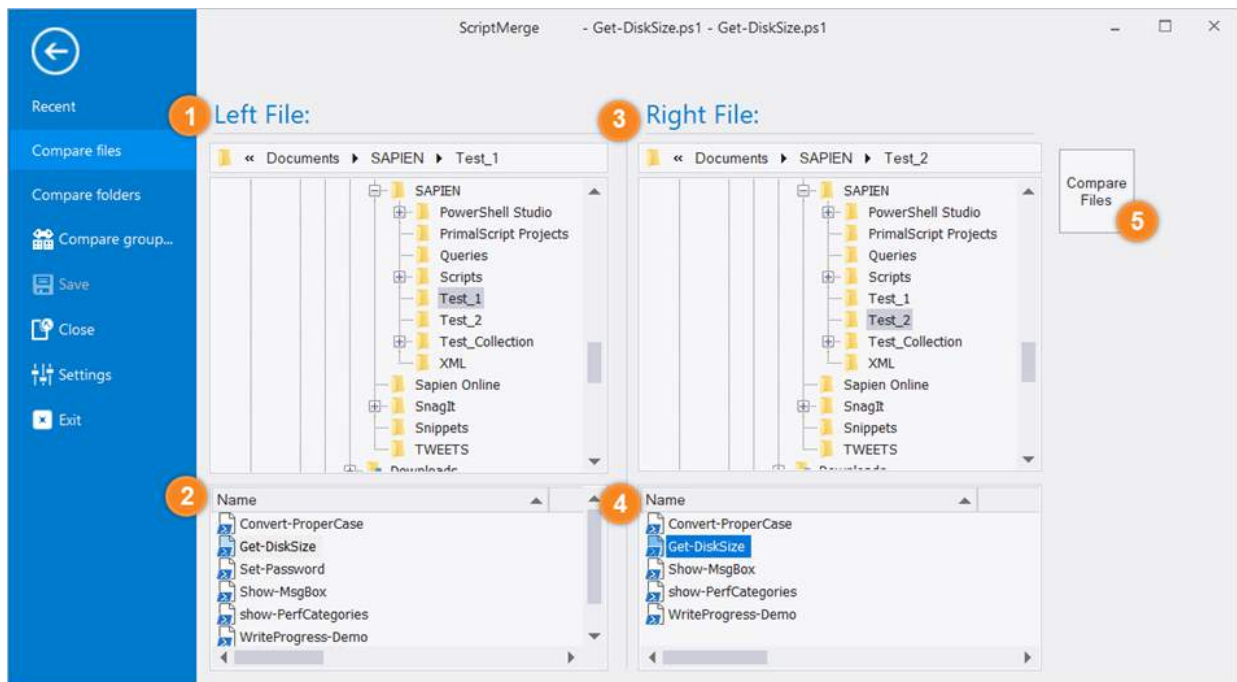 ScriptMerge - Get-DiskSize.ps1 - Get-DiskSize.ps1
Recent
Compare files
Compare folders
Compare group...
Save
Close
Settings
Exit
1
Left File:
« Documents SAPIEN Test_1
SAPIEN
PowerShell Studio
PrimalScript Projects
Queries
Scripts
Test_1
Test_2
Test_Collection
XML
Sapien Online
SnagIt
Snippets
TWEETS
Downloads
2
Name
Convert-ProperCase
Get-DiskSize
Set-Password
Show-MsgBox
show-PerfCategories
WriteProgress-Demo
3
Right File:
« Documents SAPIEN Test_2
SAPIEN
PowerShell Studio
PrimalScript Projects
Queries
Scripts
Test_1
Test_2
Test_Collection
XML
Sapien Online
SnagIt
Snippets
TWEETS
Downloads
4
Name
Convert-ProperCase
Get-DiskSize
Show-MsgBox
show-PerfCategories
WriteProgress-Demo
Compare
Files
5